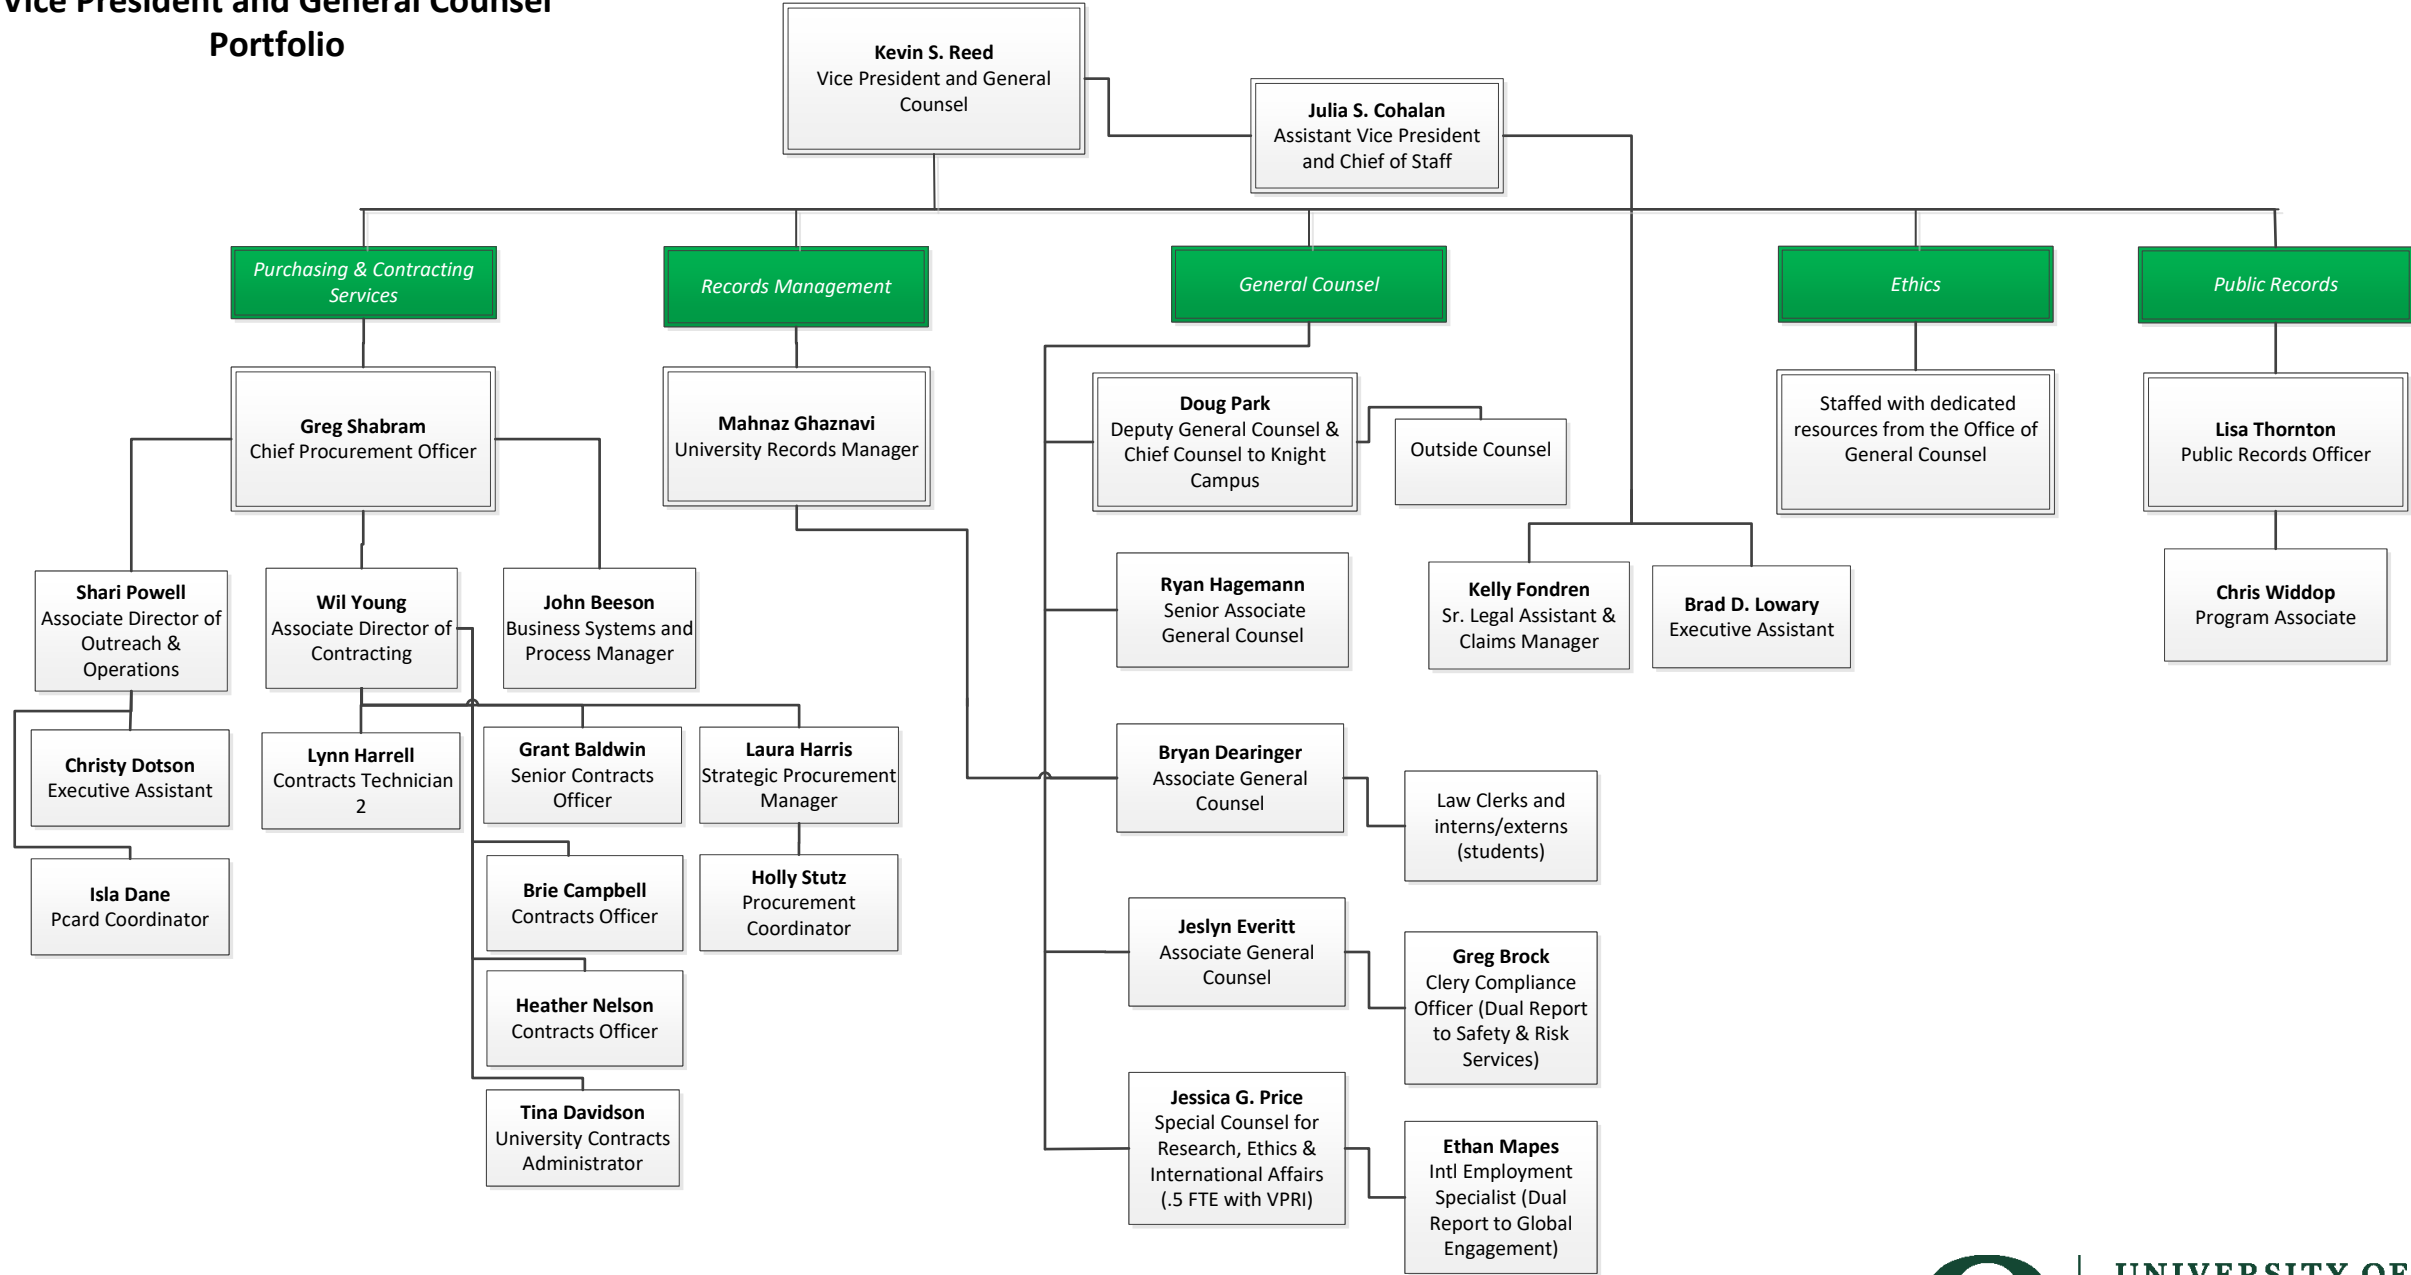 Vice President and General Counsel
Portfolio
Kevin S. Reed
Vice President and General
Counsel
Julia S. Cohalan
Assistant Vice President
and Chief of Staff
Purchasing & Contracting
Services
Records Management
General Counsel
Ethics
Public Records
Greg Shabram
Chief Procurement Officer
Mahnaz Ghaznavi
University Records Manager
Doug Park
Deputy General Counsel &
Chief Counsel to Knight
Campus
Outside Counsel
Staffed with dedicated
resources from the Office of
General Counsel
Lisa Thornton
Public Records Officer
Shari Powell
Associate Director of
Outreach &
Operations
Wil Young
Associate Director of
Contracting
John Beeson
Business Systems and
Process Manager
Ryan Hagemann
Senior Associate
General Counsel
Kelly Fondren
Sr. Legal Assistant &
Claims Manager
Brad D. Lowary
Executive Assistant
Chris Widdop
Program Associate
Christy Dotson
Executive Assistant
Lynn Harrell
Contracts Technician
2
Grant Baldwin
Senior Contracts
Officer
Laura Harris
Strategic Procurement
Manager
Bryan Dearinger
Associate General
Counsel
Law Clerks and
interns/externs
(students)
Isla Dane
Pcard Coordinator
Brie Campbell
Contracts Officer
Holly Stutz
Procurement
Coordinator
Jeslyn Everitt
Associate General
Counsel
Greg Brock
Clery Compliance
Officer (Dual Report
to Safety & Risk
Services)
Heather Nelson
Contracts Officer
Tina Davidson
University Contracts
Administrator
Jessica G. Price
Special Counsel for
Research, Ethics &
International Affairs
(.5 FTE with VPRI)
Ethan Mapes
Intl Employment
Specialist (Dual
Report to Global
Engagement)
UNIVERSITY OF